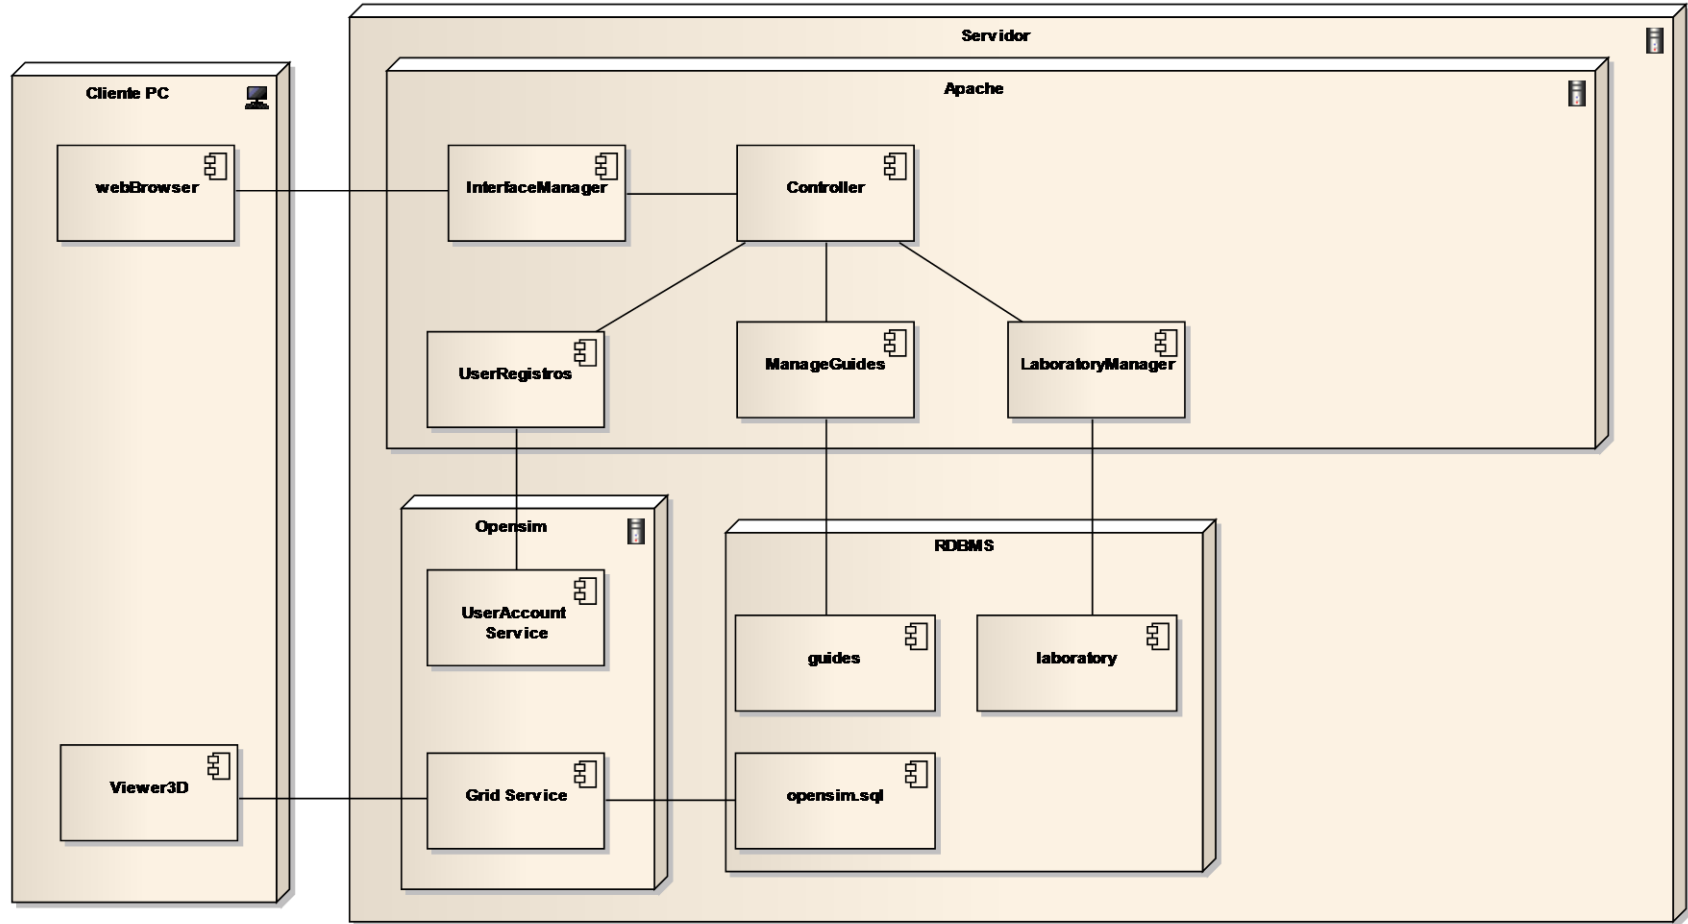 Servidor
Cliente PC
Apache
webBrowser
InterfaceManager
Controller
UserRegistros
ManageGuides
LaboratoryManager
Opensim
RDBMS
UserAccount
Service
guides
laboratory
Viewer3D
Grid Service
opensim.sql